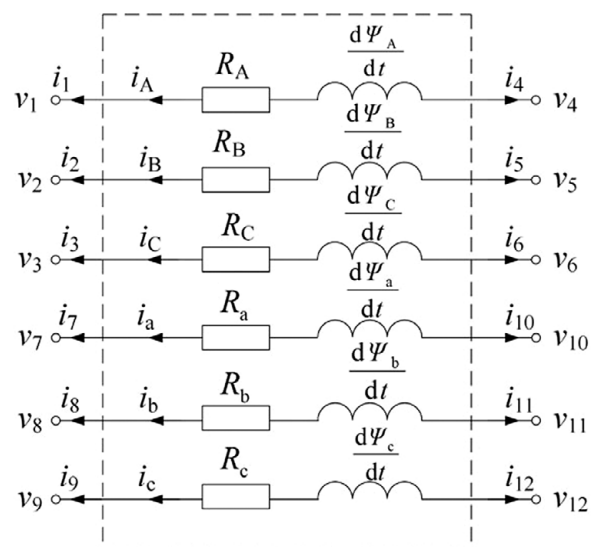 dΨA
dt
i1 iA RA i4
v1 v4
dΨB
dt
i2 iB RB i5
v2 v5
dΨC
dt
i3 iC RC i6
v3 v6
dΨa
dt
i7 ia Ra i10
v7 v10
dΨb
dt
i8 ib Rb i11
v8 v11
dΨc
dt
i9 ic Rc i12
v9 v12